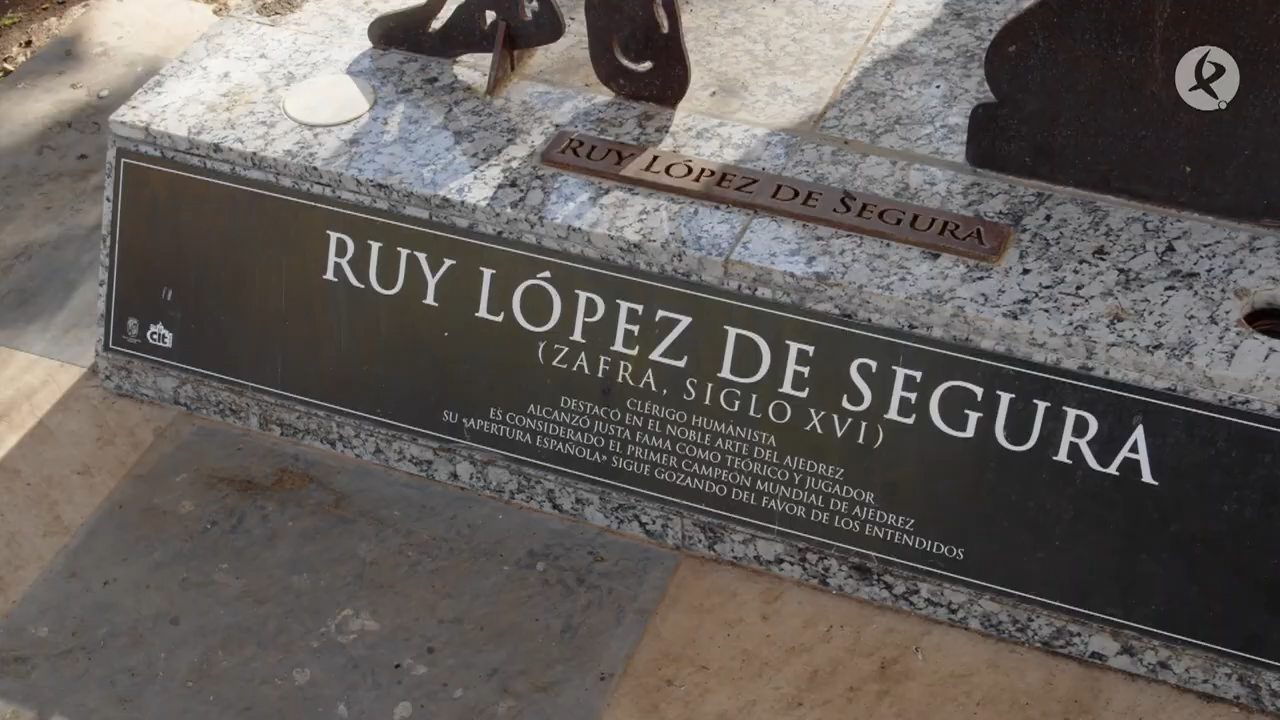 RUY LÓPEZ DE SEGURA
RUY LÓPEZ DE SEGURA
(ZAFRA, SIGLO XVI)
CLÉRIGO HUMANISTA
DESTACÓ EN EL NOBLE ARTE DEL AJEDREZ
ALCANZÓ JUSTA FAMA COMO TEÓRICO Y JUGADOR
ES CONSIDERADO EL PRIMER CAMPEÓN MUNDIAL DE AJEDREZ
SU «APERTURA ESPAÑOLA» SIGUE GOZANDO DEL FAVOR DE LOS ENTENDIDOS